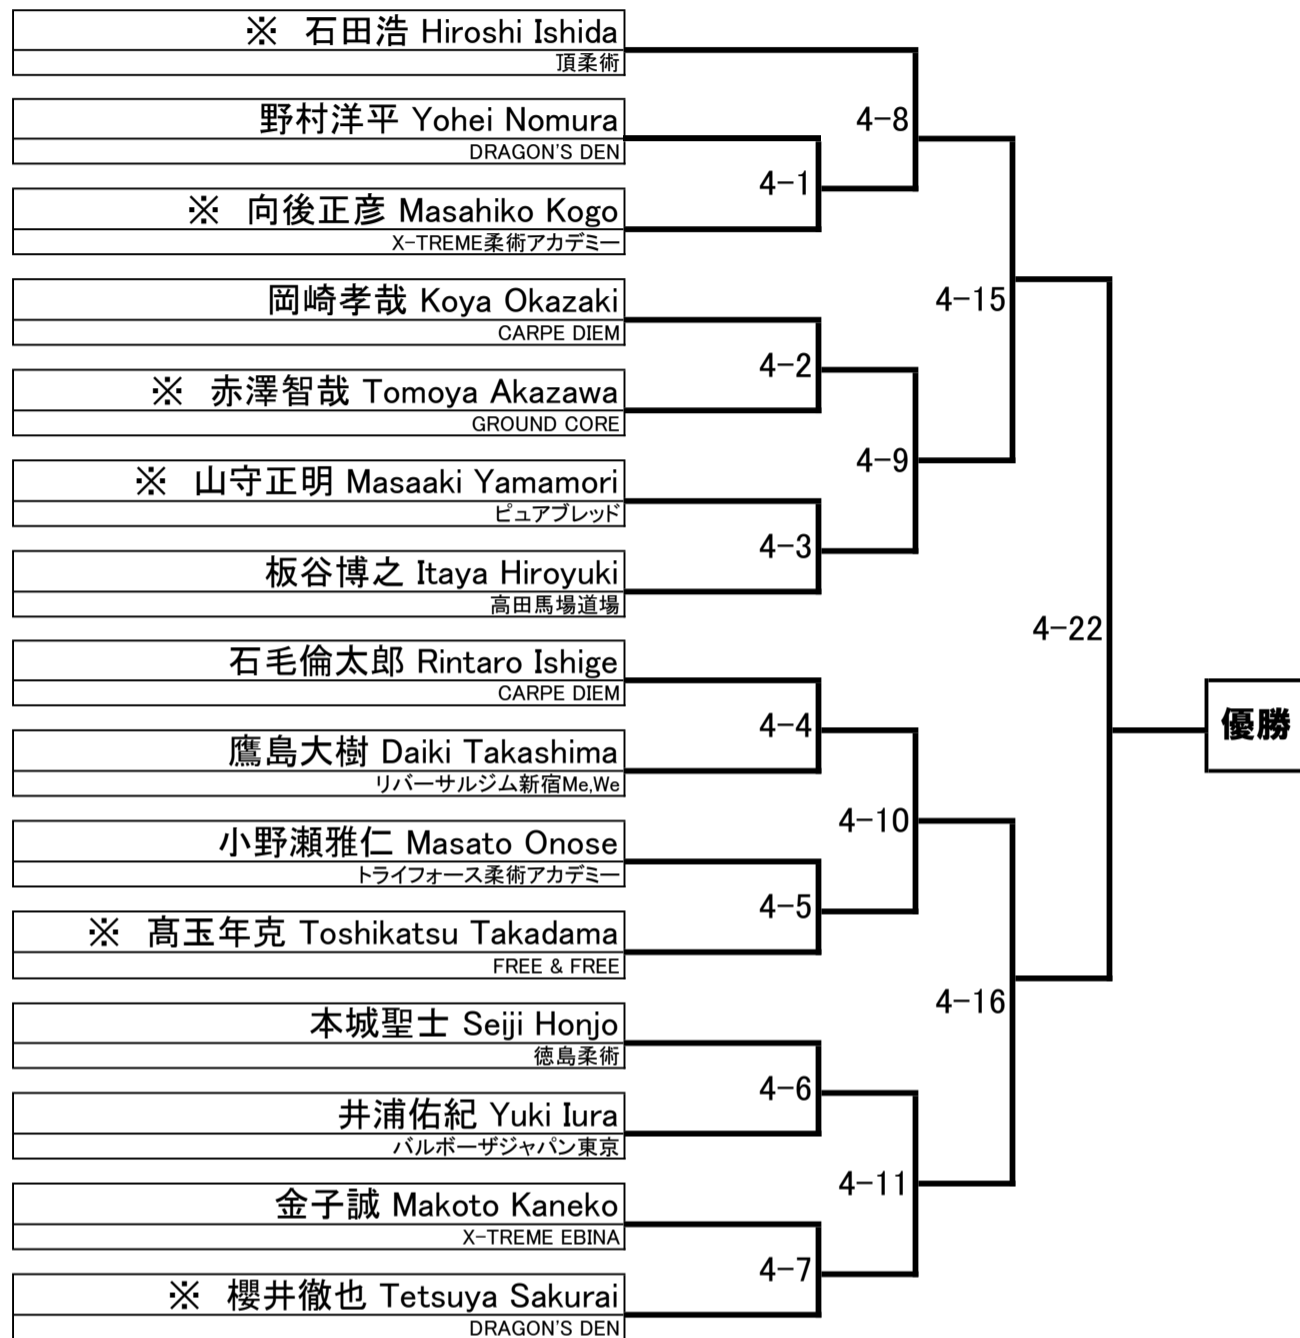 ※ 石田浩 Hiroshi Ishida
頂柔術
4-8
野村洋平 Yohei Nomura
DRAGON'S DEN
4-1
※ 向後正彦 Masahiko Kogo
X-TREME柔術アカデミー
岡崎孝哉 Koya Okazaki
CARPE DIEM
4-15
4-2
※ 赤澤智哉 Tomoya Akazawa
GROUND CORE
4-9
※ 山守正明 Masaaki Yamamori
ピュアブレッド
4-3
板谷博之 Itaya Hiroyuki
高田馬場道場
4-22
石毛倫太郎 Rintaro Ishige
CARPE DIEM
4-4
優勝
鷹島大樹 Daiki Takashima
リバーサルジム新宿Me,We
4-10
小野瀬雅仁 Masato Onose
トライフォース柔術アカデミー
4-5
※ 髙玉年克 Toshikatsu Takadama
FREE & FREE
4-16
本城聖士 Seiji Honjo
徳島柔術
4-6
井浦佑紀 Yuki Iura
バルボーザジャパン東京
4-11
金子誠 Makoto Kaneko
X-TREME EBINA
4-7
※ 櫻井徹也 Tetsuya Sakurai
DRAGON'S DEN